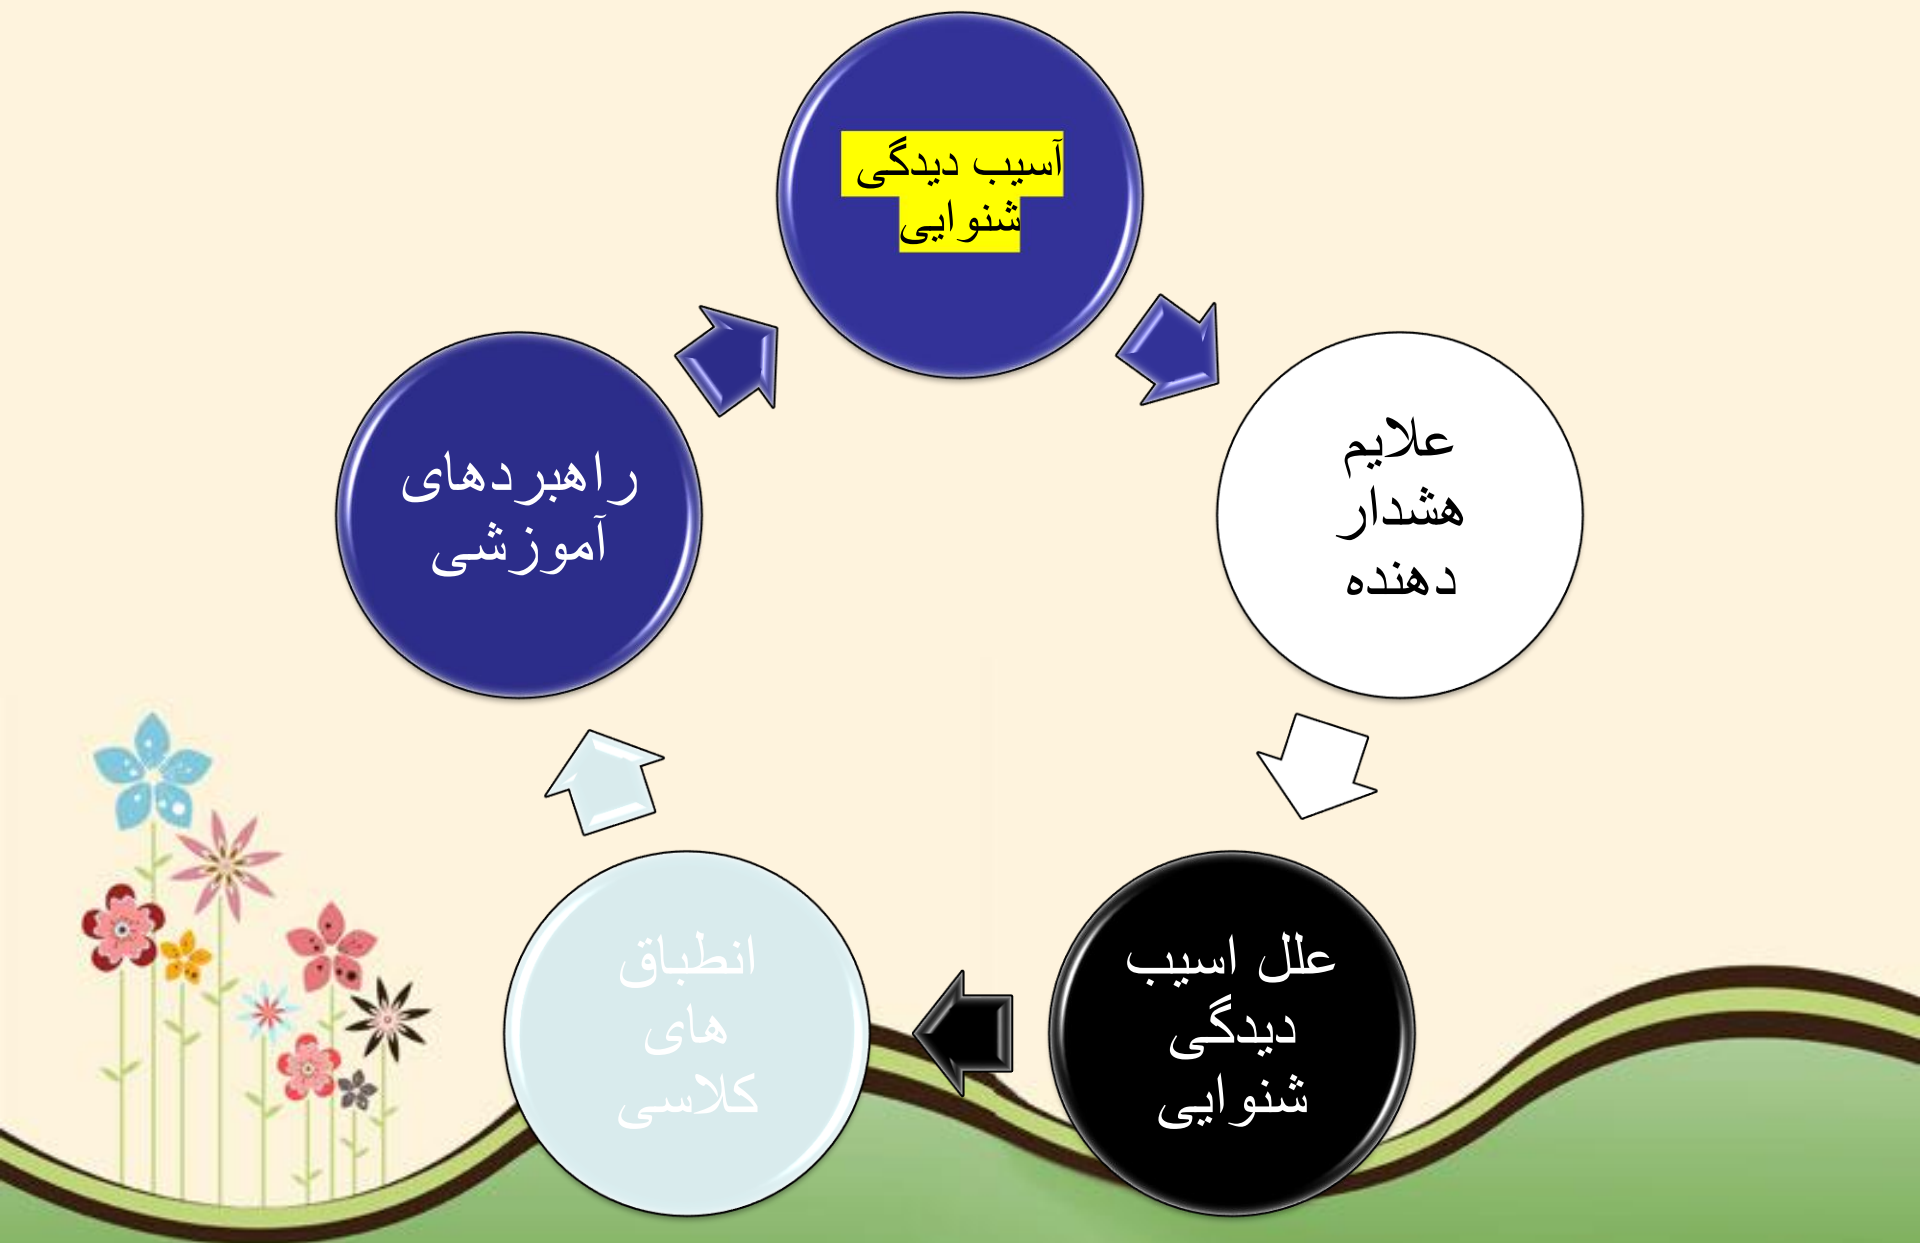 آسیب دیدگی
شنوایی
علایم
هشدار
دهنده
علل اسیب
دیدگی
شنوایی
انطباق
های
کلاسی
راهبردهای
آموزشی